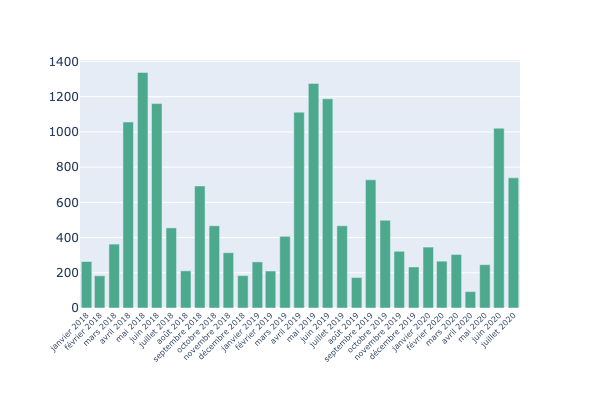 1400
1200
1000
800
600
400
200
0
janvier 2018
février 2018
mars 2018
avril 2018
mai 2018
juin 2018
juillet 2018
août 2018
septembre 2018
octobre 2018
novembre 2018
décembre 2018
janvier 2019
février 2019
mars 2019
avril 2019
mai 2019
juin 2019
juillet 2019
août 2019
septembre 2019
octobre 2019
novembre 2019
décembre 2019
janvier 2020
février 2020
mars 2020
avril 2020
mai 2020
juin 2020
juillet 2020